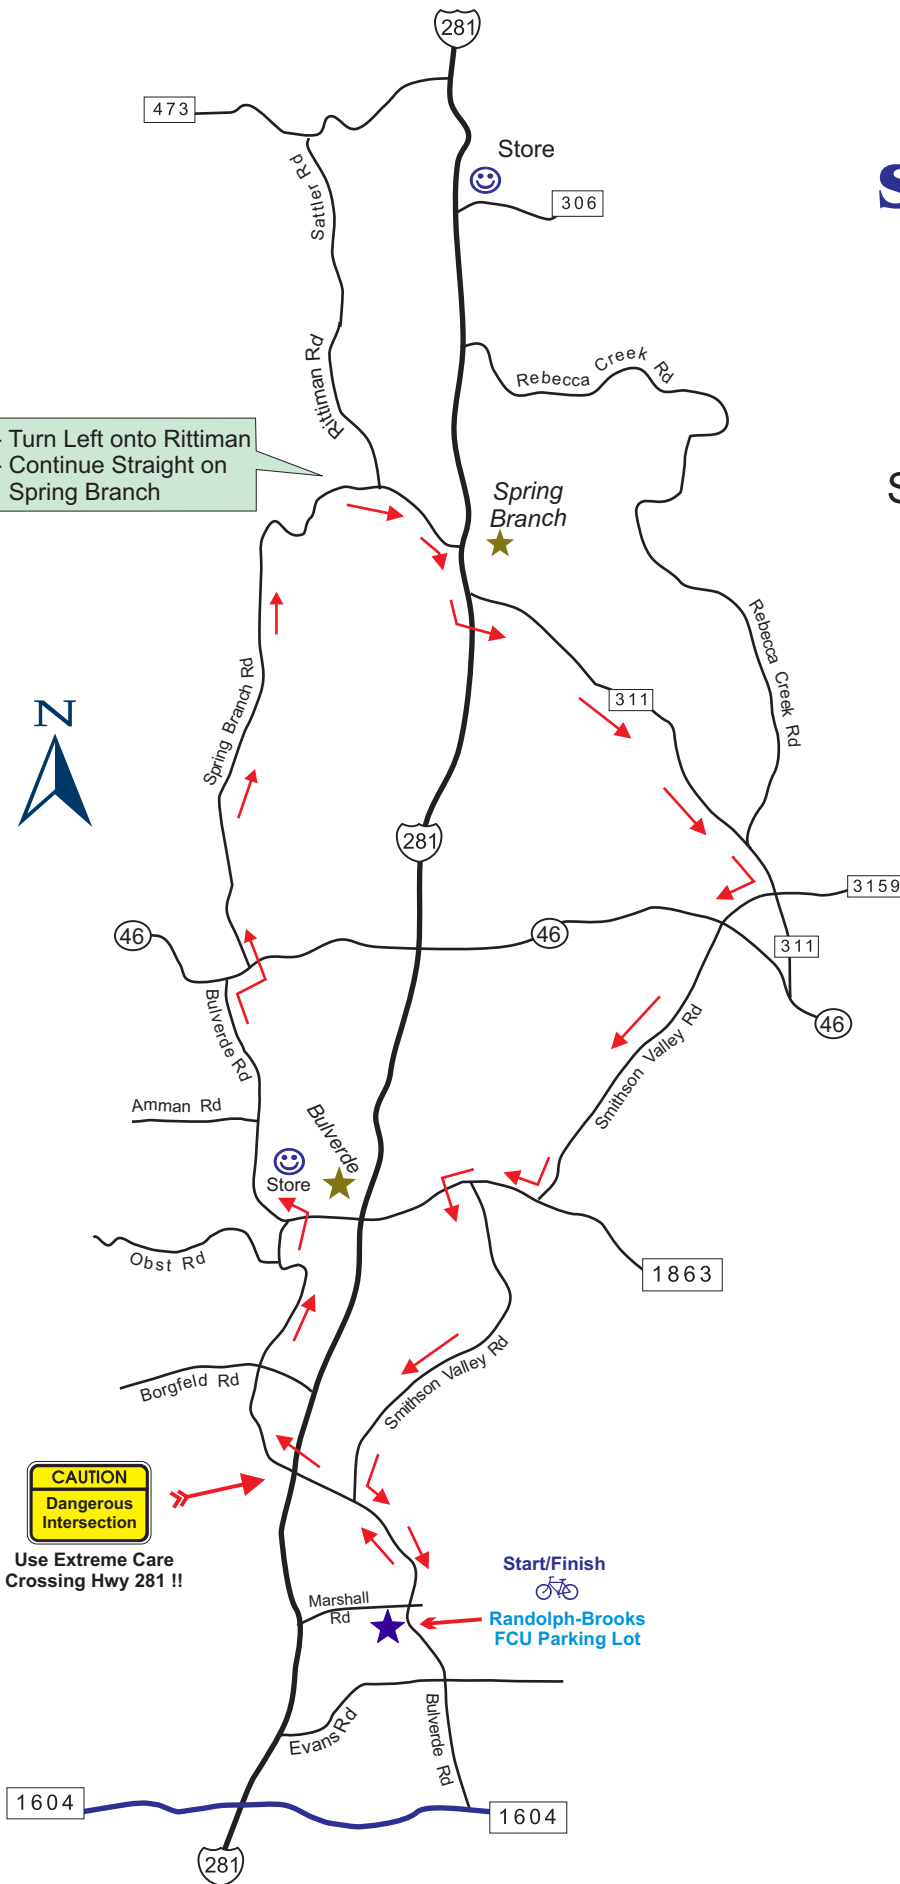 281
473
Store
S
306
Sattler Rd
Rittiman Rd
Rebecca Creek Rd
- Turn Left onto Rittiman
- Continue Straight on
Spring Branch
Spring
Branch
S
Rebecca Creek Rd
Spring Branch Rd
311
N
281
3159
46
46
311
Bulverde Rd
46
Smithson Valley Rd
Amman Rd
Bulverde
Store
Obst Rd
1863
Smithson Valley Rd
Borgfeld Rd
CAUTION
Dangerous
Intersection
Use Extreme Care
Crossing Hwy 281 !!
Start/Finish
Randolph-Brooks
FCU Parking Lot
Marshall
Rd
Evans Rd
Bulverde Rd
1604
1604
281